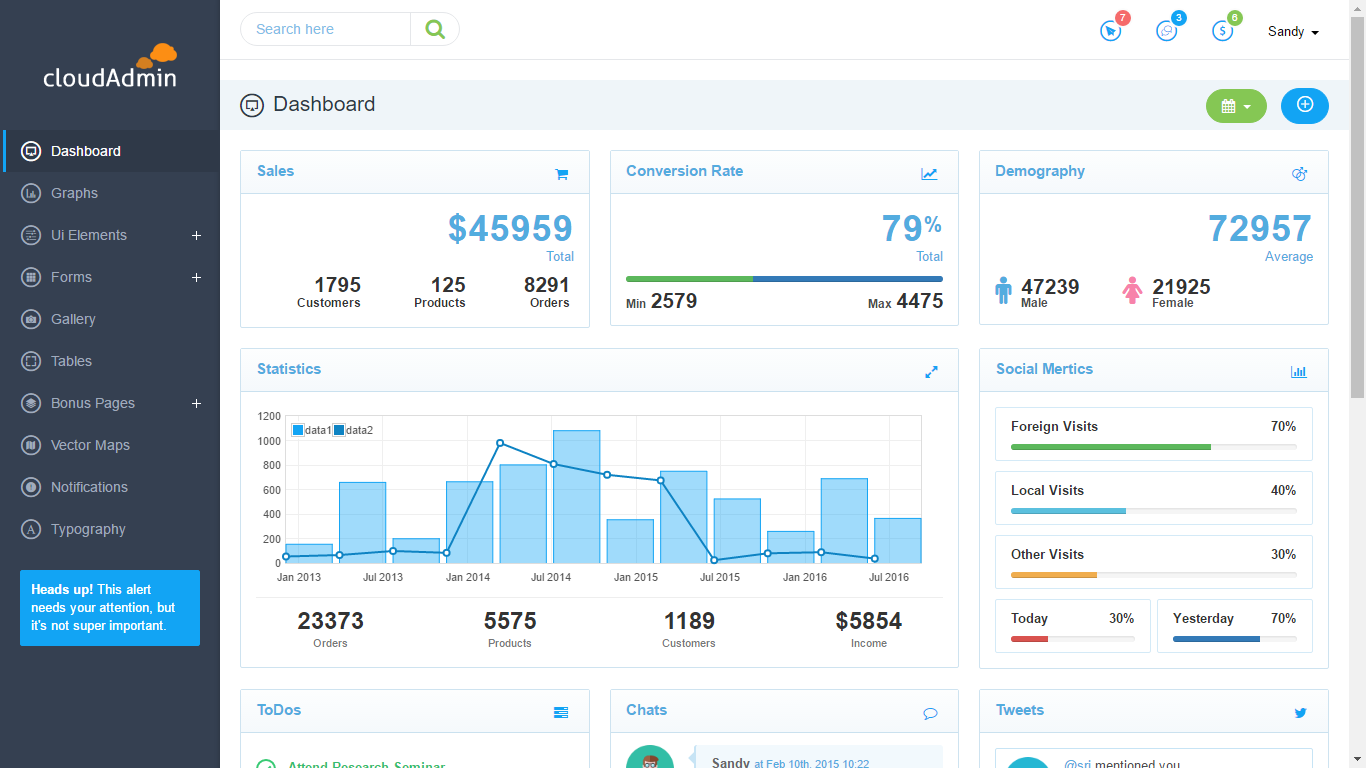 cloudAdmin
Search here
7
3
6
Sandy
Dashboard
Dashboard
Graphs
Ui Elements +
Forms +
Gallery
Tables
Bonus Pages +
Vector Maps
Notifications
A Typography
Heads up! This alert
needs your attention, but
it's not super important.
Sales
$45959
Total
1795 125 8291
Customers Products Orders
Conversion Rate
79%
Total
Min 2579 Max 4475
Demography
72957
Average
47239 21925
Male Female
Statistics
data1 data2
1200
1000
800
600
400
200
0
Jan 2013 Jul 2013 Jan 2014 Jul 2014 Jan 2015 Jul 2015 Jan 2016 Jul 2016
23373 5575 1189 $5854
Orders Products Customers Income
Social Mertics
Foreign Visits 70%
Local Visits 40%
Other Visits 30%
Today 30% Yesterday 70%
ToDos
Attend Research Seminar
Chats
Sandy at Feb 10th, 2015 10:22
Tweets
@sri mentioned you